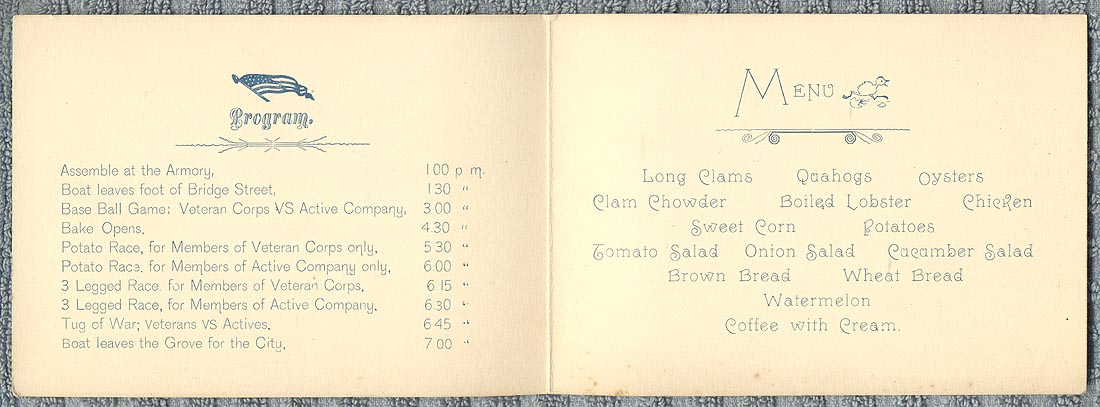 Program.
Assemble at the Armory, 1 00 p m.
Boat leaves foot of Bridge Street, 1 30 "
Base Ball Game: Veteran Corps VS Active Company, 3 00 "
Bake Opens. 4.30 "
Potato Race, for Members of Veteran Corps only, 5 30 "
Potato Race, for Members of Active Company only, 6.00 "
3 Legged Race, for Members of Veteran Corps, 6 15 "
3 Legged Race, for Members of Active Company. 6.30 "
Tug of War; Veterans VS Actives, 6 45 "
Boat leaves the Grove for the City, 7 00 "
Menu
Long Clams Quahogs Oysters
Clam Chowder Boiled Lobster Chicken
Sweet Corn Potatoes
Tomato Salad Onion Salad Cucumber Salad
Brown Bread Wheat Bread
Watermelon
Coffee with Cream.